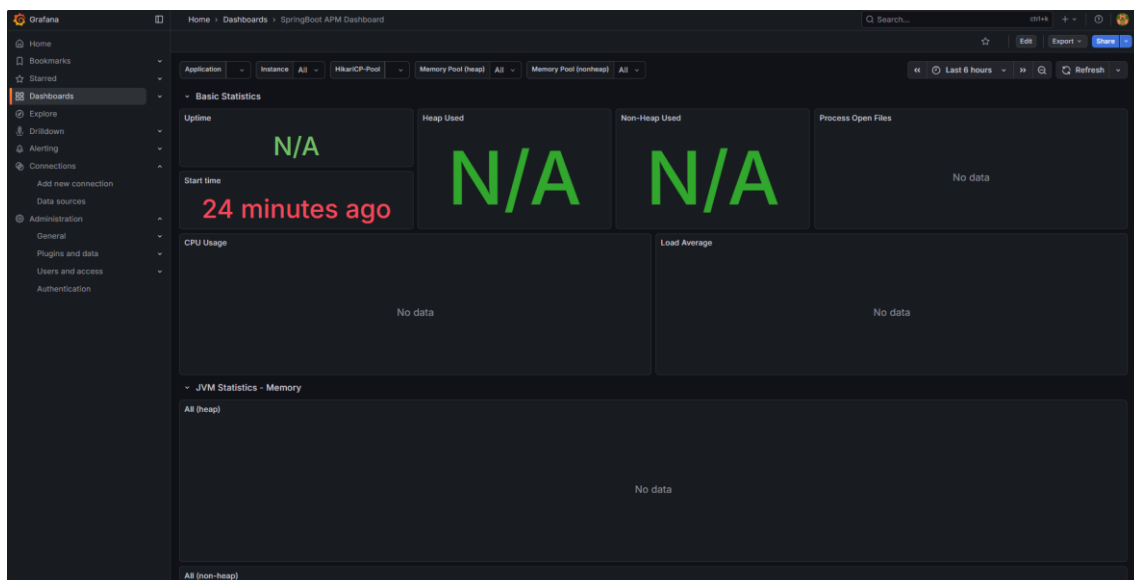 Grafana
Home › Dashboards › SpringBoot APM Dashboard
Search...
ctrl+k
Home
Bookmarks
Starred
Dashboards
Explore
Drilldown
Alerting
Connections
Add new connection
Data sources
Administration
General
Plugins and data
Users and access
Authentication
Edit
Export
Share
Application
Instance All
HikariCP-Pool
Memory Pool (heap) All
Memory Pool (nonheap) All
Last 6 hours
Refresh
Basic Statistics
Uptime
N/A
Start time
24 minutes ago
Heap Used
N/A
Non-Heap Used
N/A
Process Open Files
No data
CPU Usage
No data
Load Average
No data
JVM Statistics - Memory
All (heap)
No data
All (non-heap)